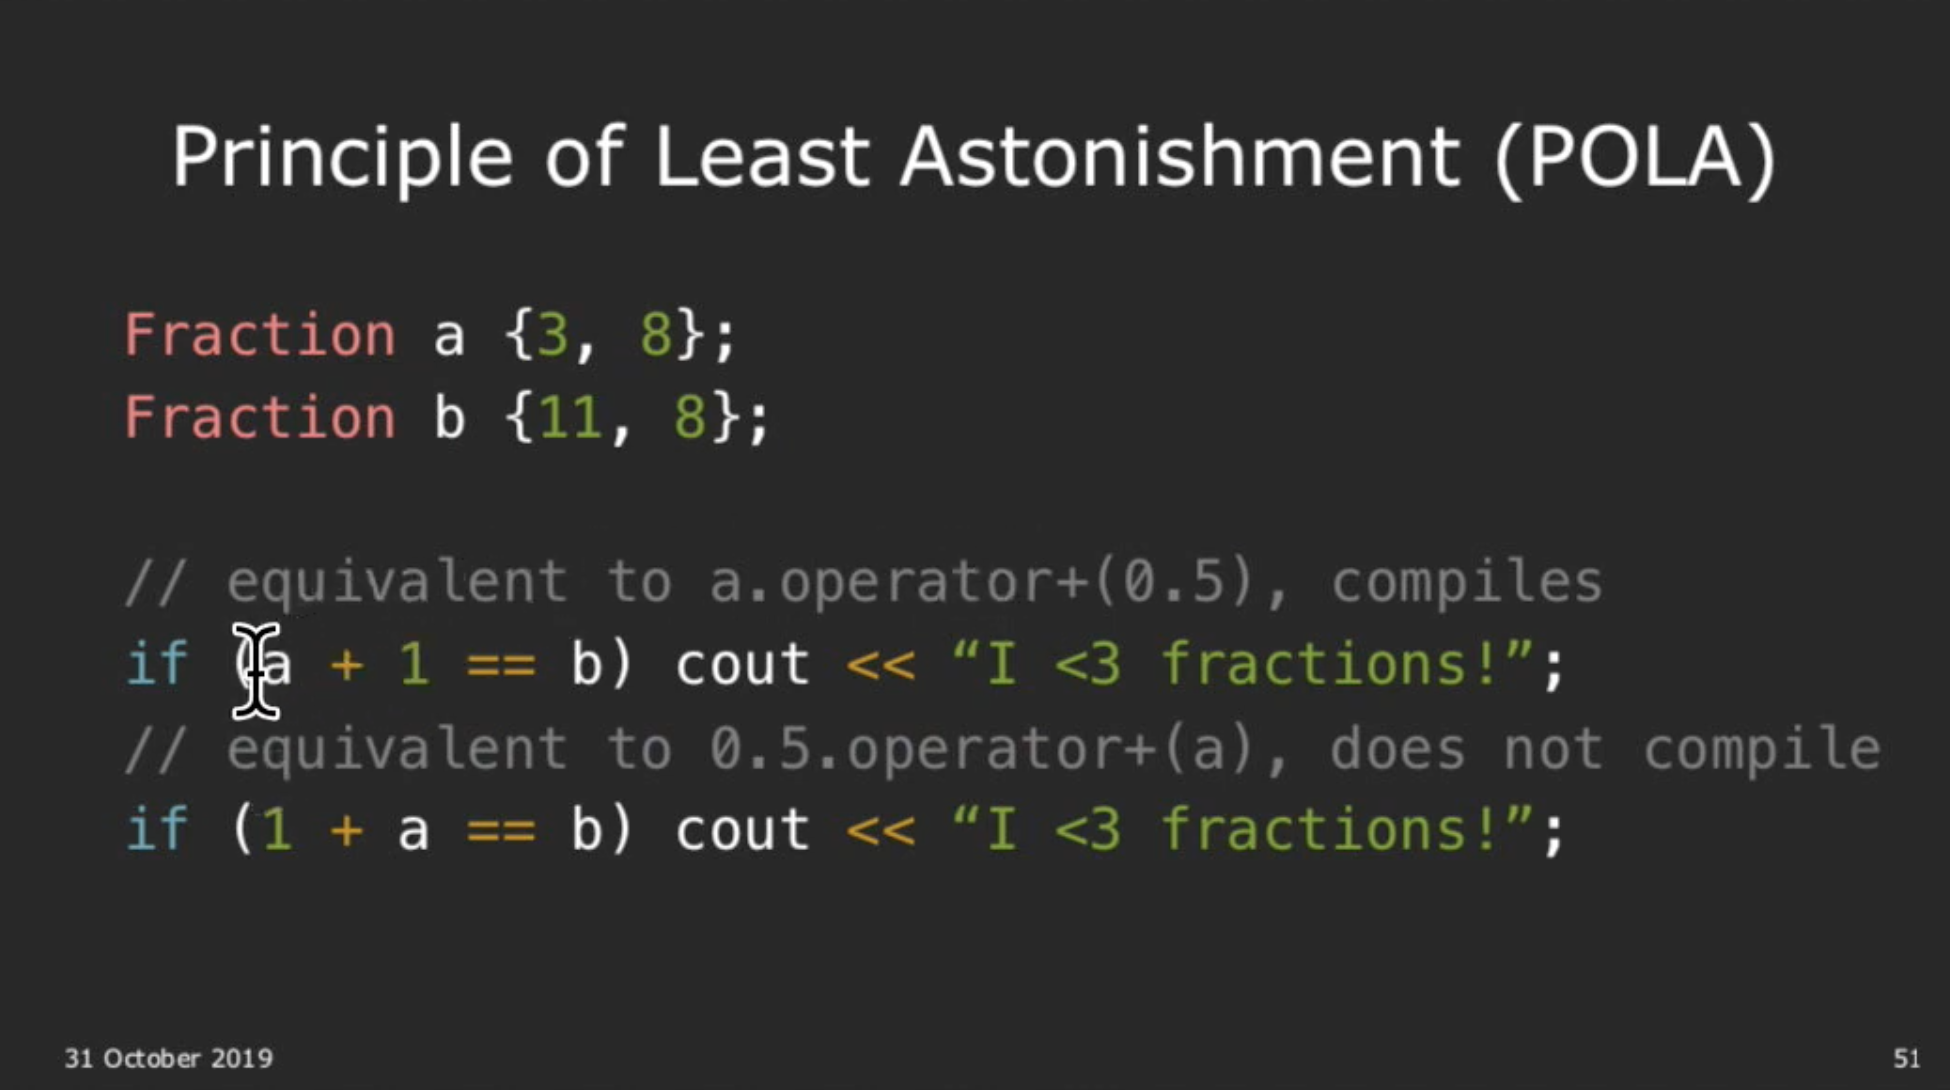 Principle of Least Astonishment (POLA)
Fraction a {3, 8};
Fraction b {11, 8};
// equivalent to a.operator+(0.5), compiles
if (a + 1 == b) cout << “I <3 fractions!”;
// equivalent to 0.5.operator+(a), does not compile
if (1 + a == b) cout << “I <3 fractions!”;
31 October 2019
51